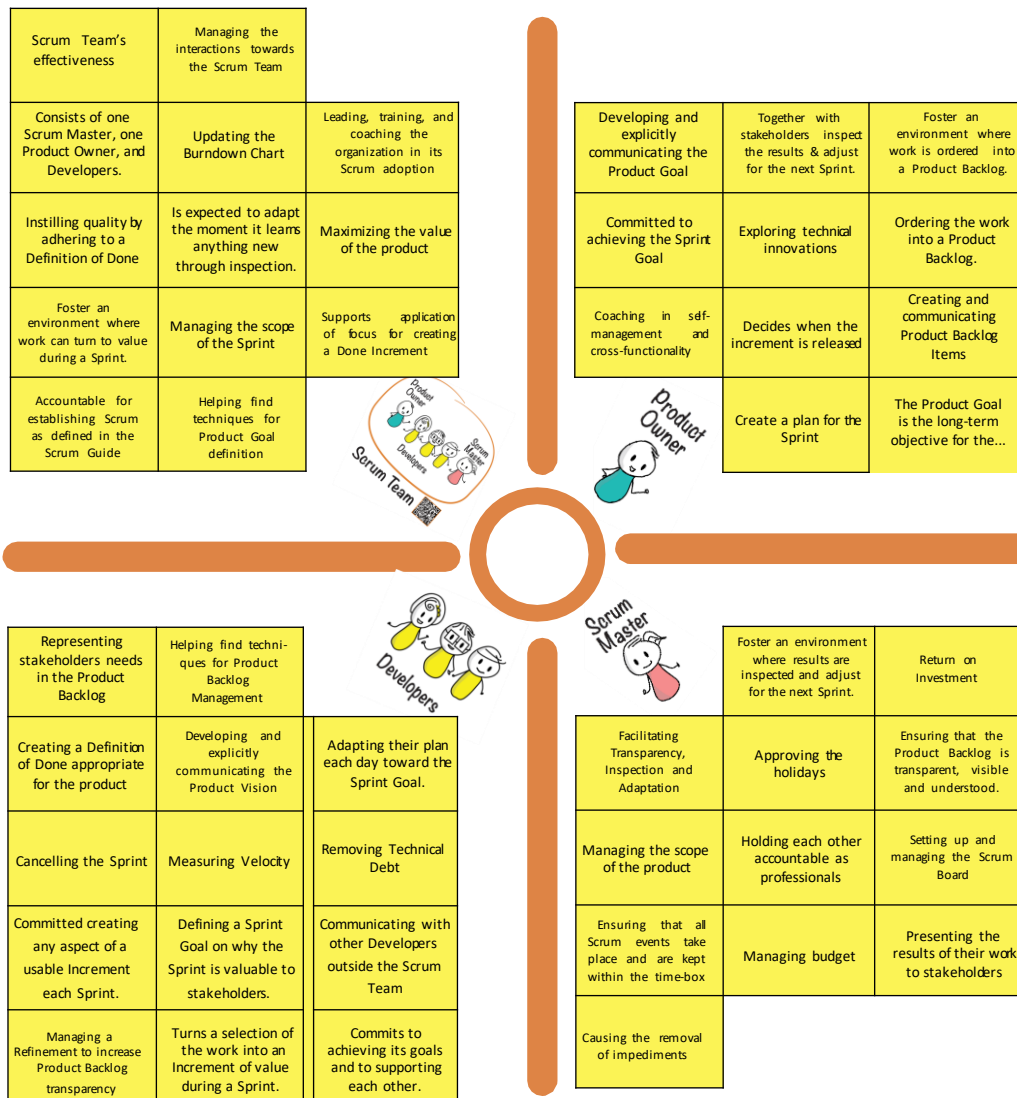 Scrum Team's
effectiveness
Managing the
interactions towards
the Scrum Team
Consists of one
Scrum Master, one
Product Owner, and
Developers.
Updating the
Burndown Chart
Leading, training, and
coaching the
organization in its
Scrum adoption
Instilling quality by
adhering to a
Definition of Done
Is expected to adapt
the moment it learns
anything new
through inspection.
Maximizing the value
of the product
Foster an
environment where
work can turn to value
during a Sprint.
Managing the scope
of the Sprint
Supports application
of focus for creating
a Done Increment
Accountable for
establishing Scrum
as defined in the
Scrum Guide
Helping find
techniques for
Product Goal
definition
Product
Owner
Developers
Scrum
Master
Scrum Team
Developing and
explicitly
communicating the
Product Goal
Together with
stakeholders inspect
the results & adjust
for the next Sprint.
Foster an
environment where
work is ordered into
a Product Backlog.
Committed to
achieving the Sprint
Goal
Exploring technical
innovations
Ordering the work
into a Product
Backlog.
Coaching in self-
management and
cross-functionality
Decides when the
increment is released
Creating and
communicating
Product Backlog
Items
Create a plan for the
Sprint
The Product Goal
is the long-term
objective for the...
Product
Owner
Representing
stakeholders needs
in the Product
Backlog
Helping find techni-
ques for Product
Backlog
Management
Creating a Definition
of Done appropriate
for the product
Developing and
explicitly
communicating the
Product Vision
Adapting their plan
each day toward the
Sprint Goal.
Cancelling the Sprint
Measuring Velocity
Removing Technical
Debt
Committed creating
any aspect of a
usable Increment
each Sprint.
Defining a Sprint
Goal on why the
Sprint is valuable to
stakeholders.
Communicating with
other Developers
outside the Scrum
Team
Managing a
Refinement to increase
Product Backlog
transparency
Turns a selection of
the work into an
Increment of value
during a Sprint.
Commits to
achieving its goals
and to supporting
each other.
Developers
Scrum
Master
Foster an environment
where results are
inspected and adjust
for the next Sprint.
Return on
Investment
Facilitating
Transparency,
Inspection and
Adaptation
Approving the
holidays
Ensuring that the
Product Backlog is
transparent, visible
and understood.
Managing the scope
of the product
Holding each other
accountable as
professionals
Setting up and
managing the Scrum
Board
Ensuring that all
Scrum events take
place and are kept
within the time-box
Managing budget
Presenting the
results of their work
to stakeholders
Causing the removal
of impediments